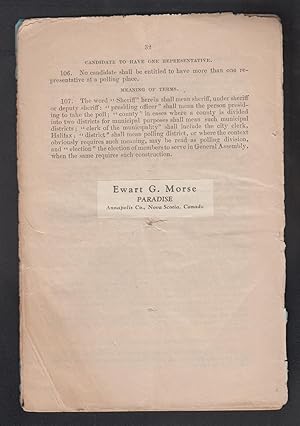 32
CANDIDATE TO HAVE ONE REPRESENTATIVE.
106. No candidate shall be entitled to have more than one re-
presentative at a polling place.
MEANING OF TERMS.
107. The word "Sheriff" herein shall mean sheriff, under sheriff
or deputy sheriff; "presiding officer" shall mean the person presid-
ing to take the poll; "county" in cases where a county is divided
into two districts for municipal purposes shall mean such municipal
districts; "clerk of the municipality" shall include the city clerk,
Halifax; "district" shall mean polling district, or where the context
obviously requires such meaning, may be read as polling division,
and "election" the election of members to serve in General Assembly,
when the same requires such construction.
Ewart G. Morse
PARADISE
Annapolis Co., Nova Scotia, Canada